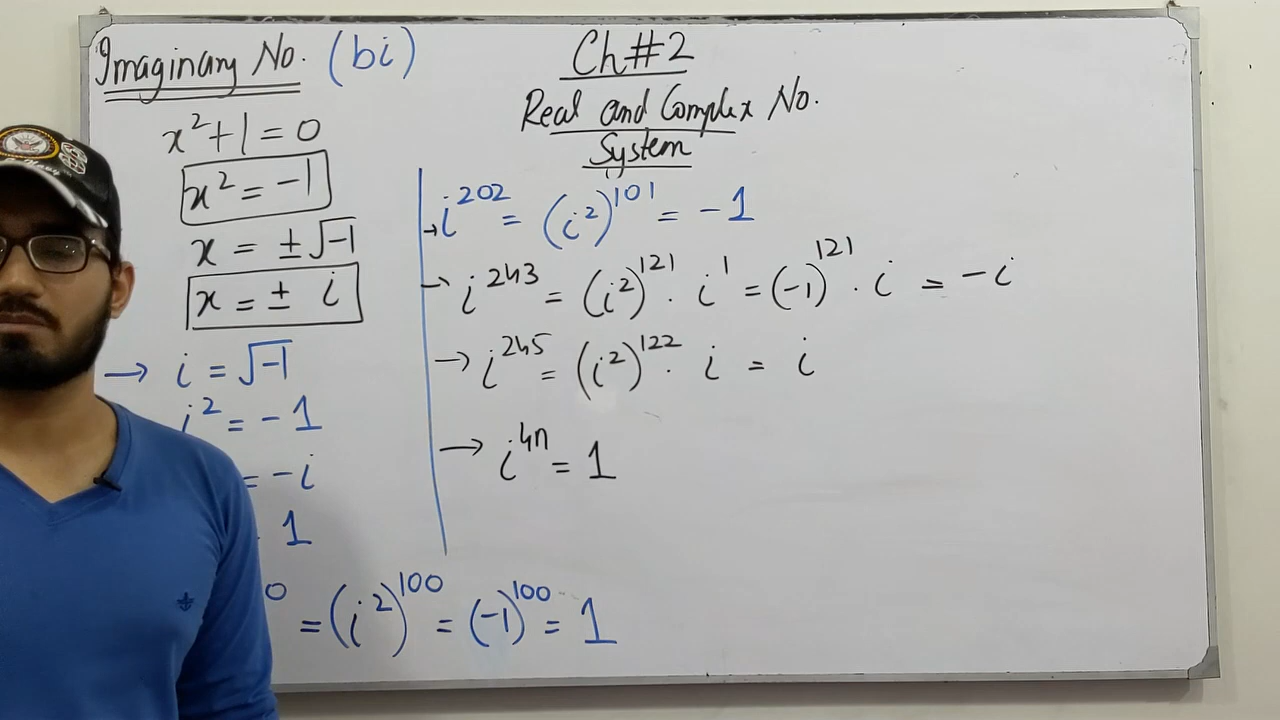 Imaginary No. (bi)
x²+1=0
x² = -1
x = ±√-1
x = ± i
→ i = √-1
i² = -1
= -i
1
0 = (i²)¹⁰⁰ = (-1)¹⁰⁰ = 1
Ch#2
Real and Complex No.
System
→ i²⁰² = (i²)¹⁰¹ = -1
→ i²⁴³ = (i²)¹²¹ . i¹ = (-1)¹²¹ . i = -i
→ i²⁴⁵ = (i²)¹²² . i = i
→ i⁴ⁿ = 1